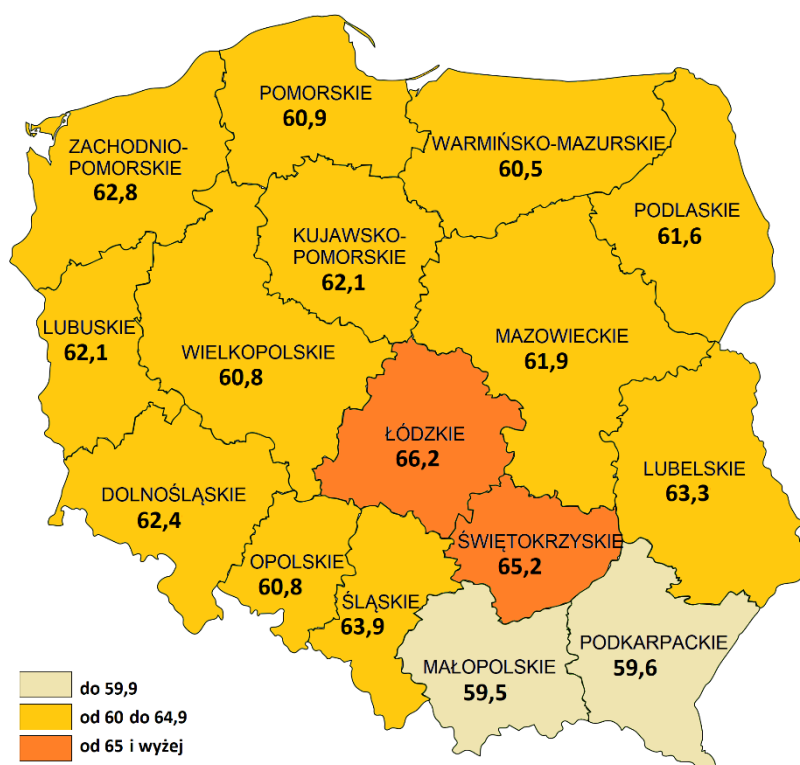 POMORSKIE
60,9
ZACHODNIO-
POMORSKIE
62,8
WARMIŃSKO-MAZURSKIE
60,5
PODLASKIE
61,6
KUJAWSKO-
POMORSKIE
62,1
LUBUSKIE
62,1
WIELKOPOLSKIE
60,8
MAZOWIECKIE
61,9
ŁÓDZKIE
66,2
LUBELSKIE
63,3
DOLNOŚLĄSKIE
62,4
OPOLSKIE
60,8
ŚLĄSKIE
63,9
ŚWIĘTOKRZYSKIE
65,2
MAŁOPOLSKIE
59,5
PODKARPACKIE
59,6
do 59,9
od 60 do 64,9
od 65 i wyżej